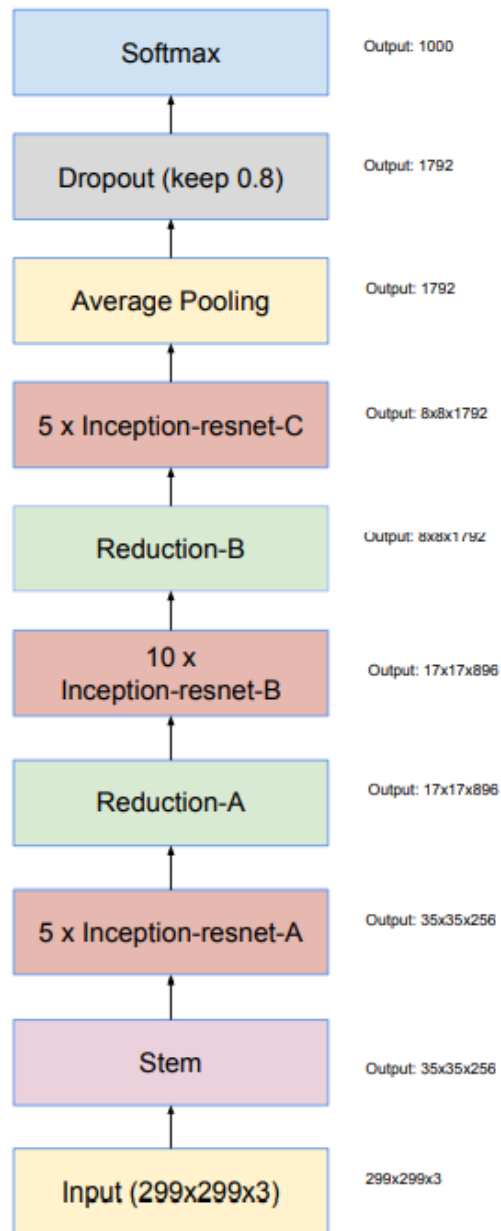 Softmax
Output: 1000
Dropout (keep 0.8)
Output: 1792
Average Pooling
Output: 1792
5 x Inception-resnet-C
Output: 8x8x1792
Reduction-B
Output: 8x8x1792
10 x
Inception-resnet-B
Output: 17x17x896
Reduction-A
Output: 17x17x896
5 x Inception-resnet-A
Output: 35x35x256
Stem
Output: 35x35x256
Input (299x299x3)
299x299x3